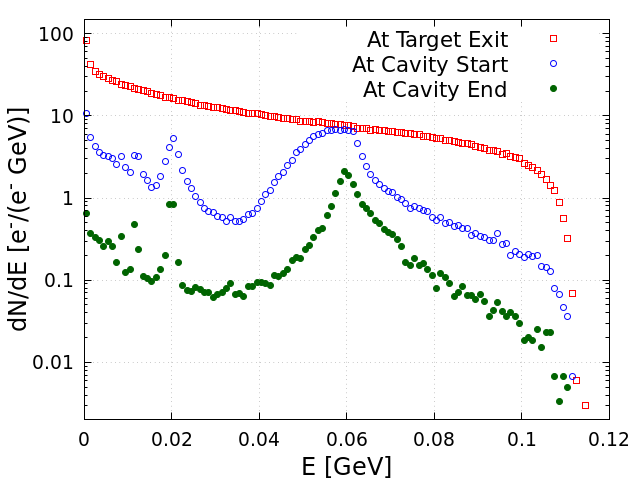 At Target Exit
At Cavity Start
At Cavity End
100
10
1
0.1
0.01
dN/dE [e⁻/(e⁻ GeV)]
0 0.02 0.04 0.06 0.08 0.1 0.12
E [GeV]